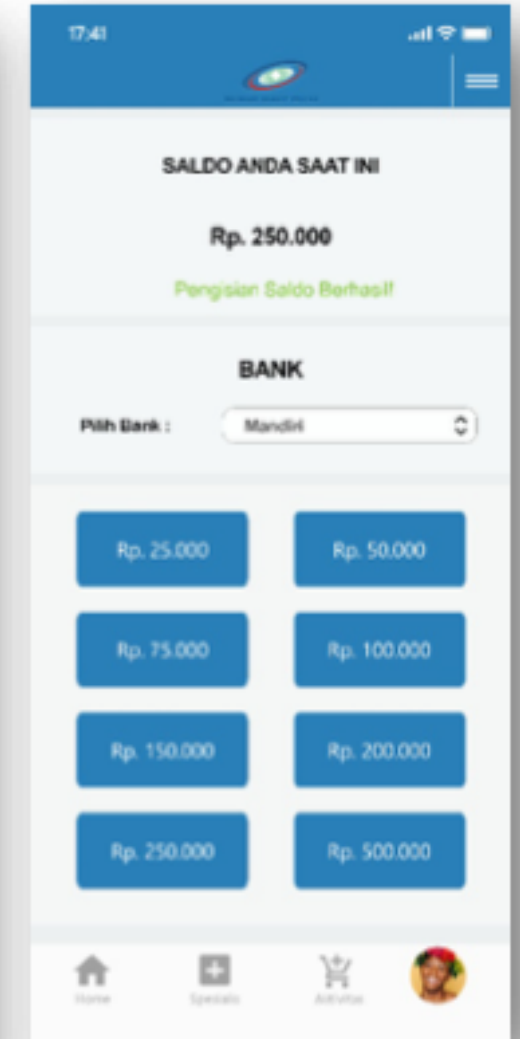 17:41
SALDO ANDA SAAT INI
Rp. 250.000
Pengisian Saldo Berhasil!
BANK
Pilih Bank :
Mandiri
Rp. 25.000
Rp. 50.000
Rp. 75.000
Rp. 100.000
Rp. 150.000
Rp. 200.000
Rp. 250.000
Rp. 500.000
Home
Spesialis
Aktivitas